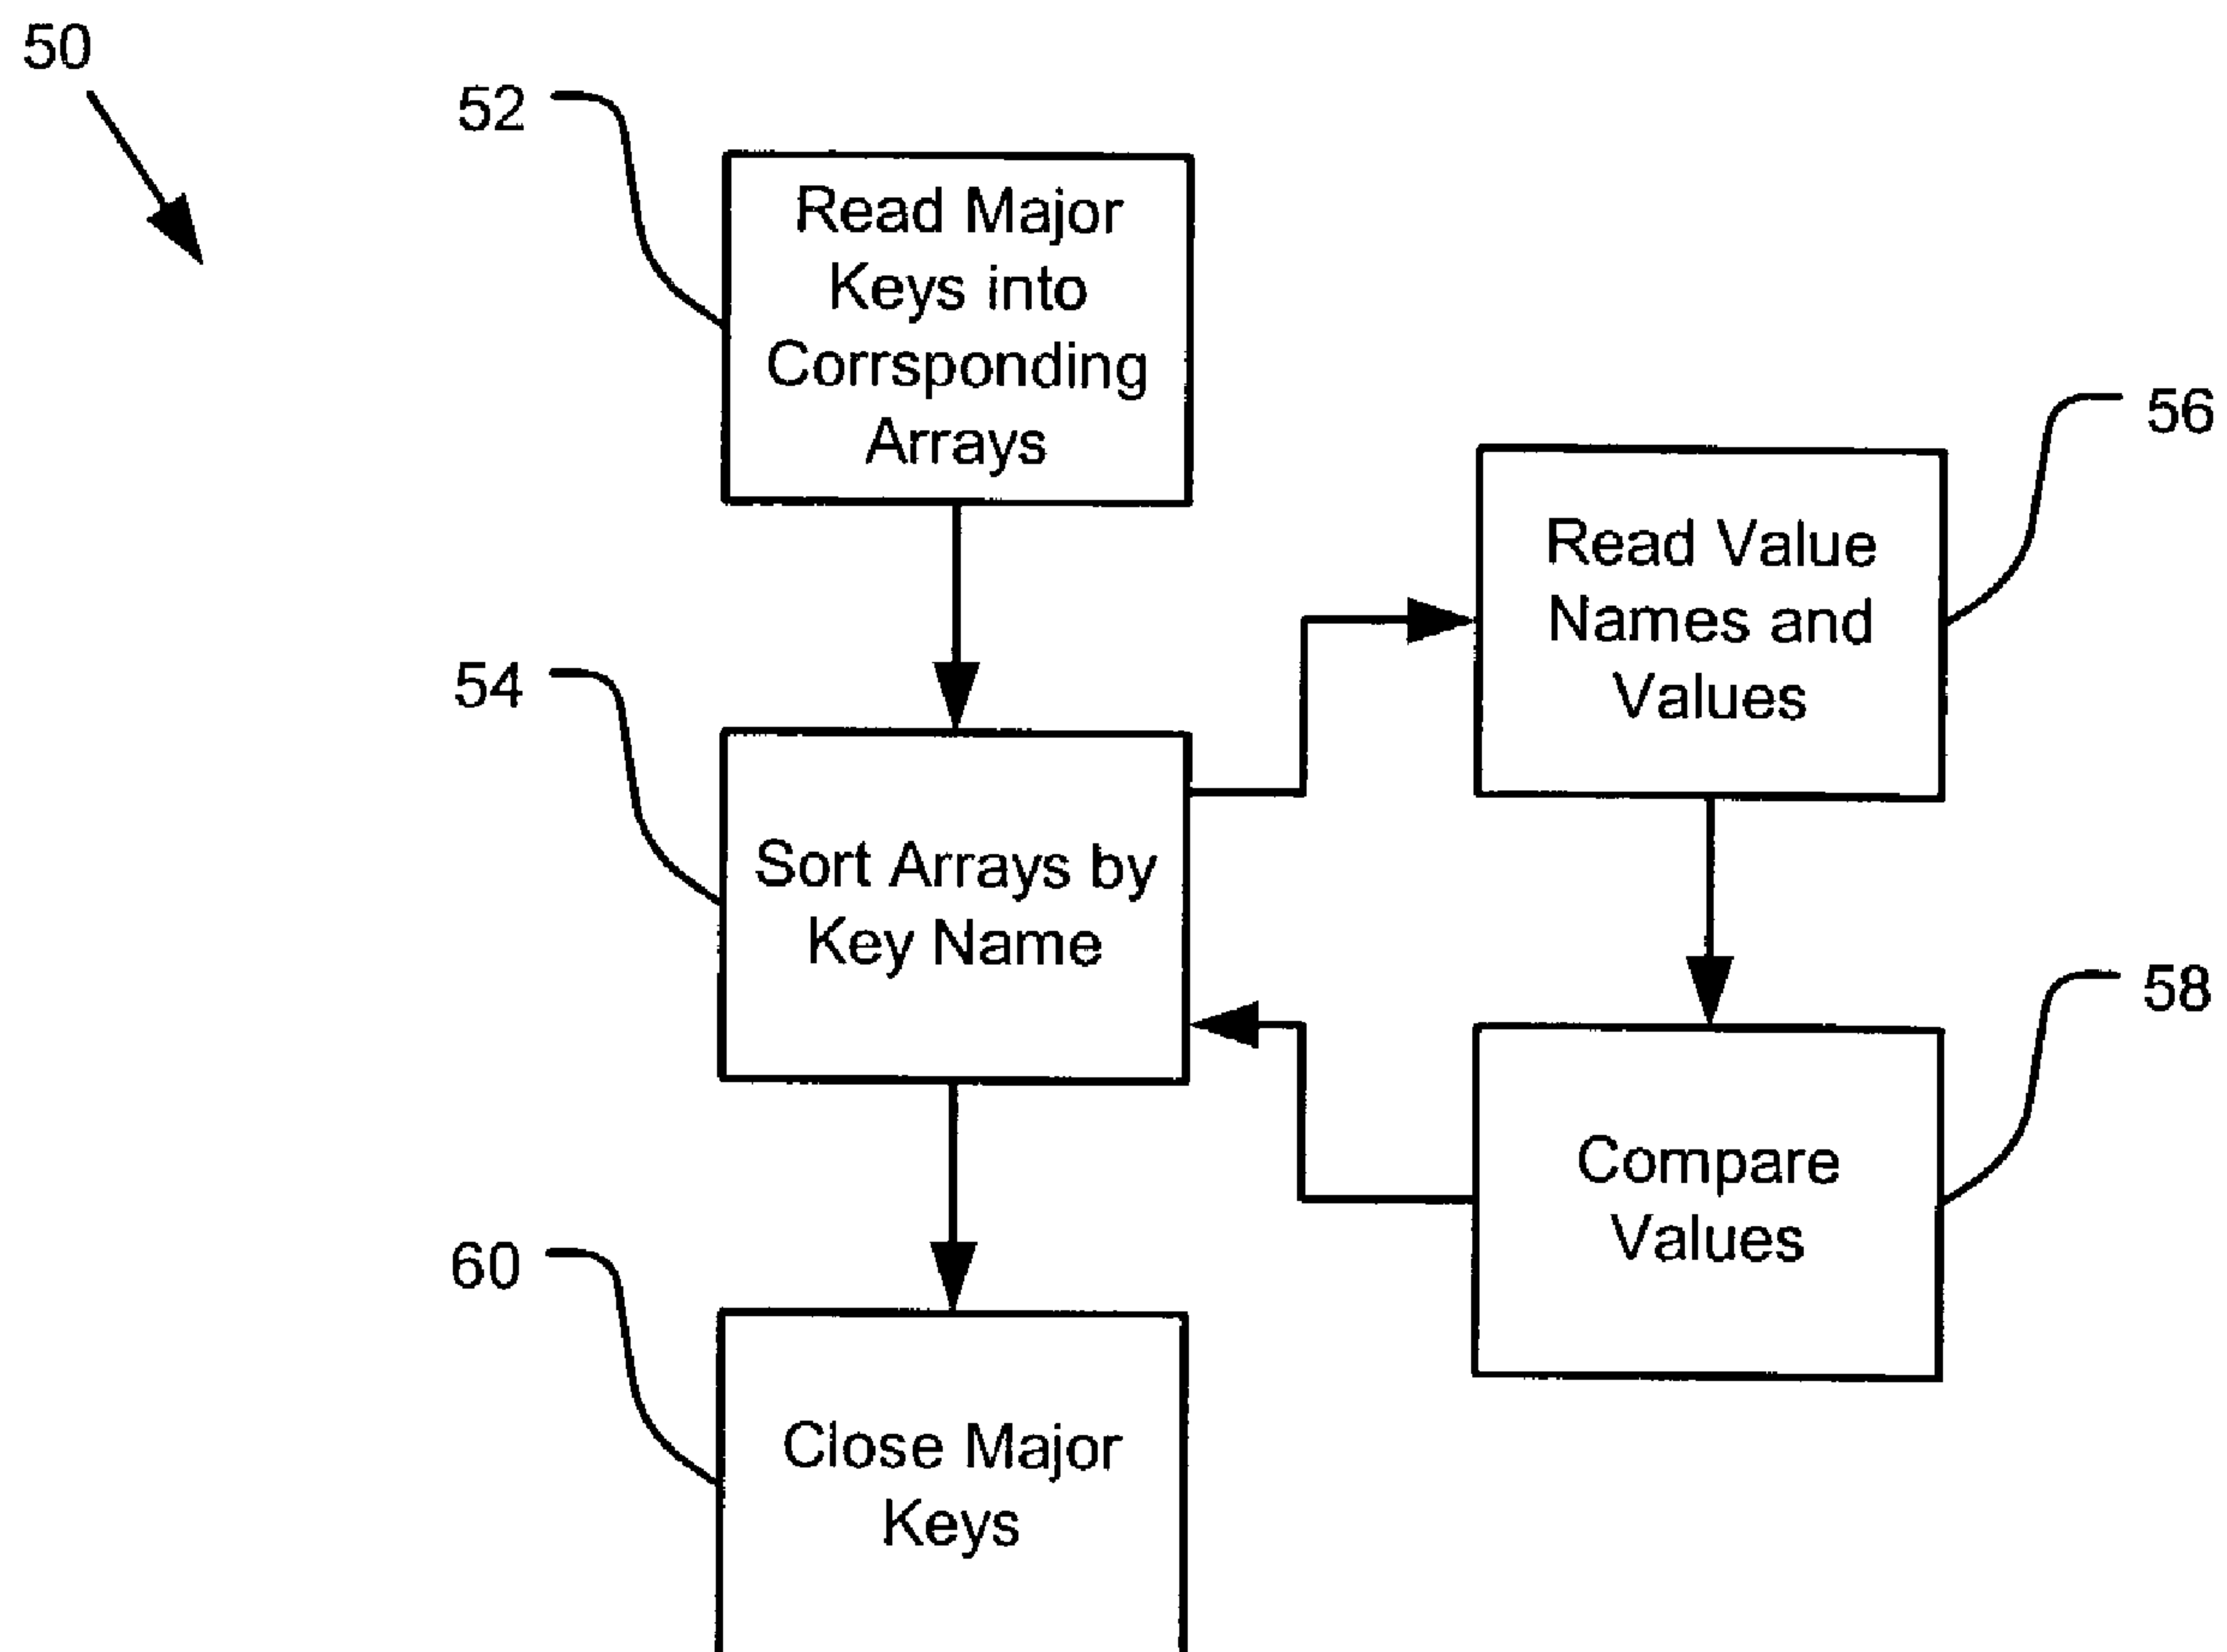 50
52
Read Major
Keys into
Corrsponding
Arrays
56
Read Value
Names and
Values
54
Sort Arrays by
Key Name
58
Compare
Values
60
Close Major
Keys